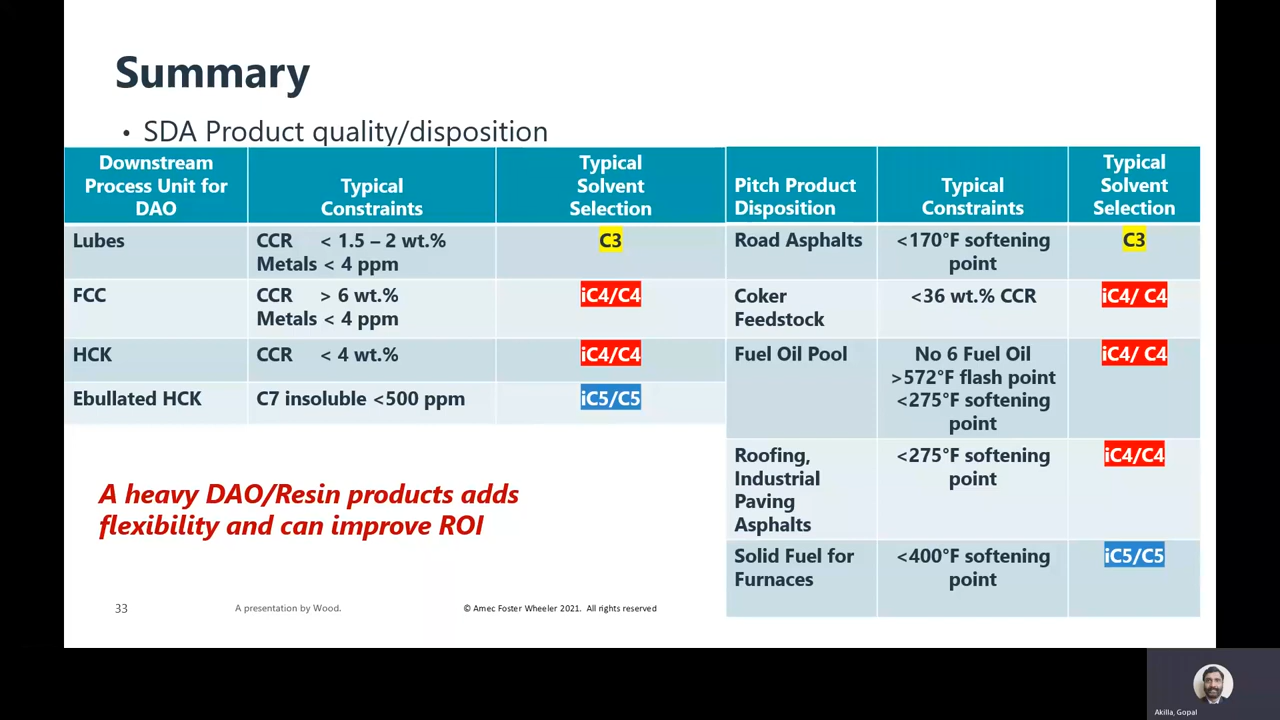 Summary
• SDA Product quality/disposition
Downstream
Process Unit for
DAO
Typical
Constraints
Typical
Solvent
Selection
Lubes
CCR < 1.5 – 2 wt.%
Metals < 4 ppm
C3
FCC
CCR > 6 wt.%
Metals < 4 ppm
iC4/C4
HCK
CCR < 4 wt.%
iC4/C4
Ebullated HCK
C7 insoluble <500 ppm
iC5/C5
Pitch Product
Disposition
Typical
Constraints
Typical
Solvent
Selection
Road Asphalts
<170°F softening
point
C3
Coker
Feedstock
<36 wt.% CCR
iC4/ C4
Fuel Oil Pool
No 6 Fuel Oil
>572°F flash point
<275°F softening
point
iC4/ C4
Roofing,
Industrial
Paving
Asphalts
<275°F softening
point
iC4/C4
Solid Fuel for
Furnaces
<400°F softening
point
iC5/C5
A heavy DAO/Resin products adds
flexibility and can improve ROI
33
A presentation by Wood.
© Amec Foster Wheeler 2021. All rights reserved
Akilla, Gopal